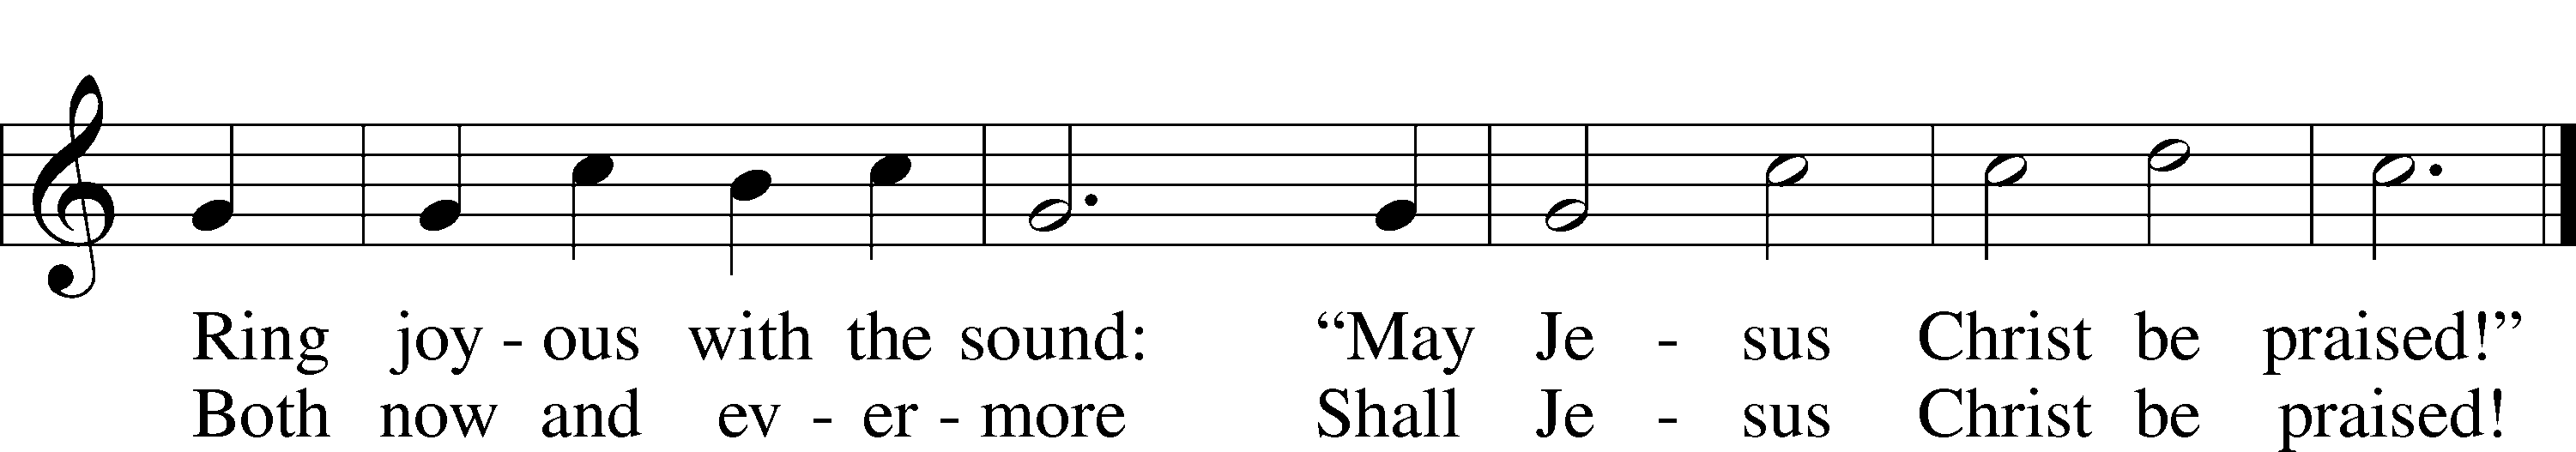 Ring joy - ous with the sound: “May Je - sus Christ be praised!”
Both now and ev - er - more Shall Je - sus Christ be praised!